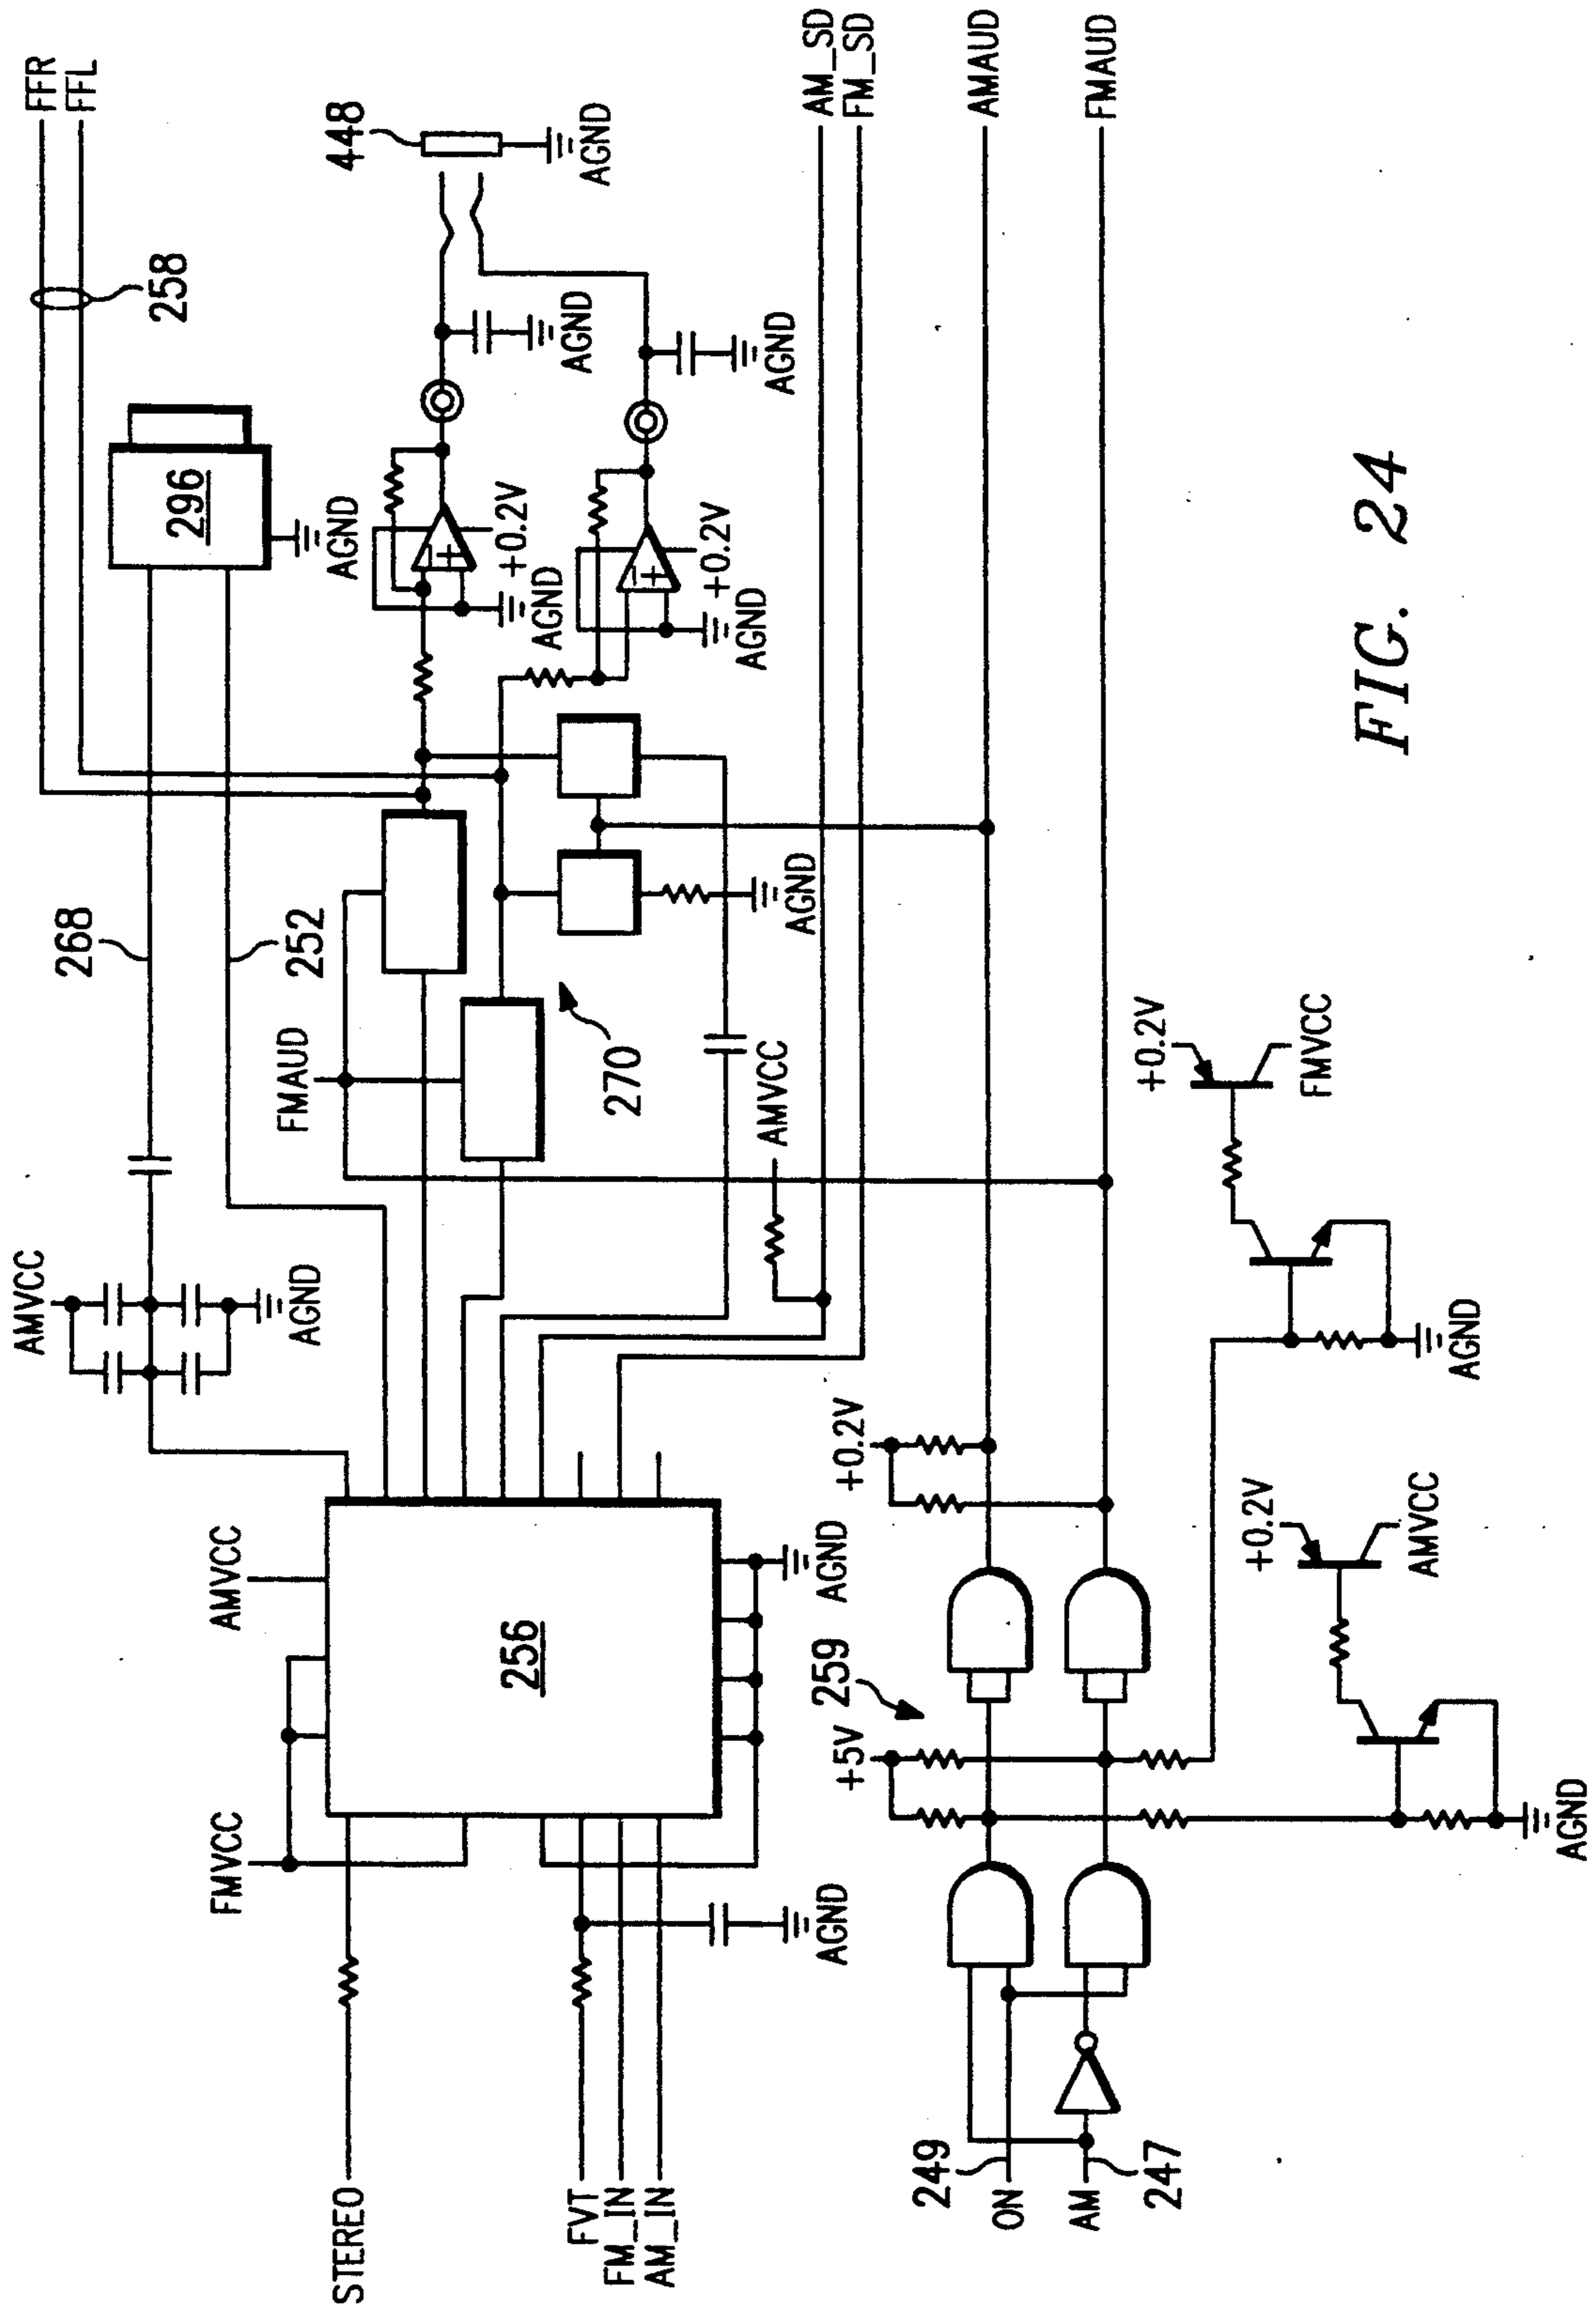 FFR
FFL
258
448
AGND
296
AGND
268
252
AMVCC
AGND
AGND
+0.2V
AGND
AGND
+0.2V
AGND
FMAUD
270
AGND
AMVCC
AM_SD
FM_SD
AMAUD
FMAUD
AMVCC
FMVCC
256
AGND
STEREO
FVT
FM_IN
AM_IN
AGND
259
+5V
+0.2V
+0.2V
FMVCC
AGND
+0.2V
AMVCC
AGND
249
ON
AM
247
FIG. 24